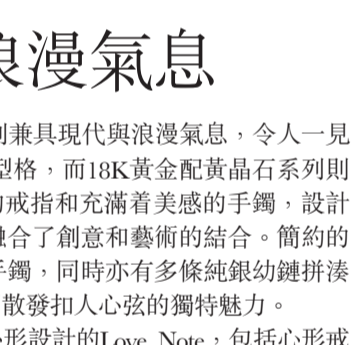 浪漫氣息
兼具現代與浪漫氣息，令人一見
型格，而18K黃金配黃晶石系列則
的戒指和充滿着美感的手鐲，設計
融合了創意和藝術的結合。簡約的
手鐲，同時亦有多條純銀幼鏈拼湊
散發扣人心弦的獨特魅力。
心形設計的Love Note，包括心形戒